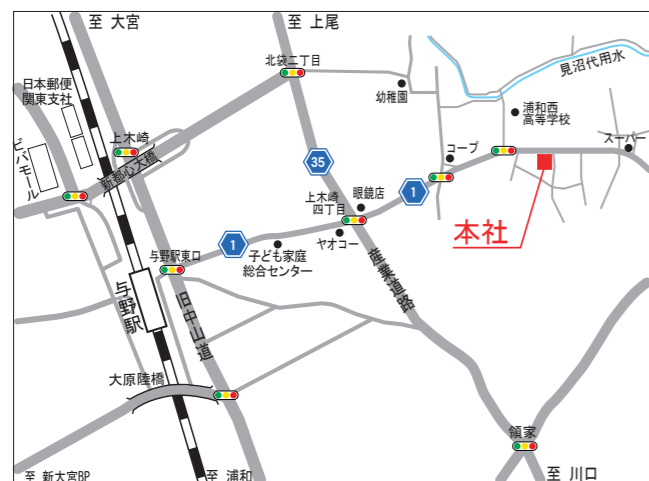 至 大宮
至 上尾
北袋二丁目
見沼代用水
日本郵便
関東支社
幼稚園
浦和西
高等学校
上木崎
新都心大橋
ビバモール
コープ
スーパー
35
1
眼鏡店
上木崎
四丁目
本社
ヤオコー
1
子ども家庭
総合センター
与野駅東口
与野駅
旧中山道
産業道路
大原陸橋
領家
至 新大宮BP
至 浦和
至 川口